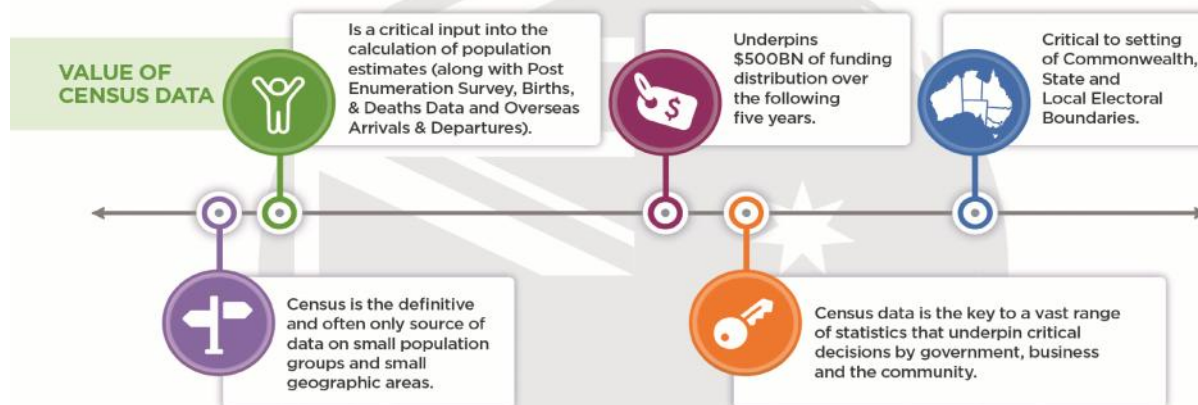 VALUE OF
CENSUS DATA
Is a critical input into the
calculation of population
estimates (along with Post
Enumeration Survey, Births,
& Deaths Data and Overseas
Arrivals & Departures).
$
Underpins
$500BN of funding
distribution over
the following
five years.
Critical to setting
of Commonwealth,
State and
Local Electoral
Boundaries.
Census is the definitive
and often only source of
data on small population
groups and small
geographic areas.
Census data is the key to a vast range
of statistics that underpin critical
decisions by government, business
and the community.